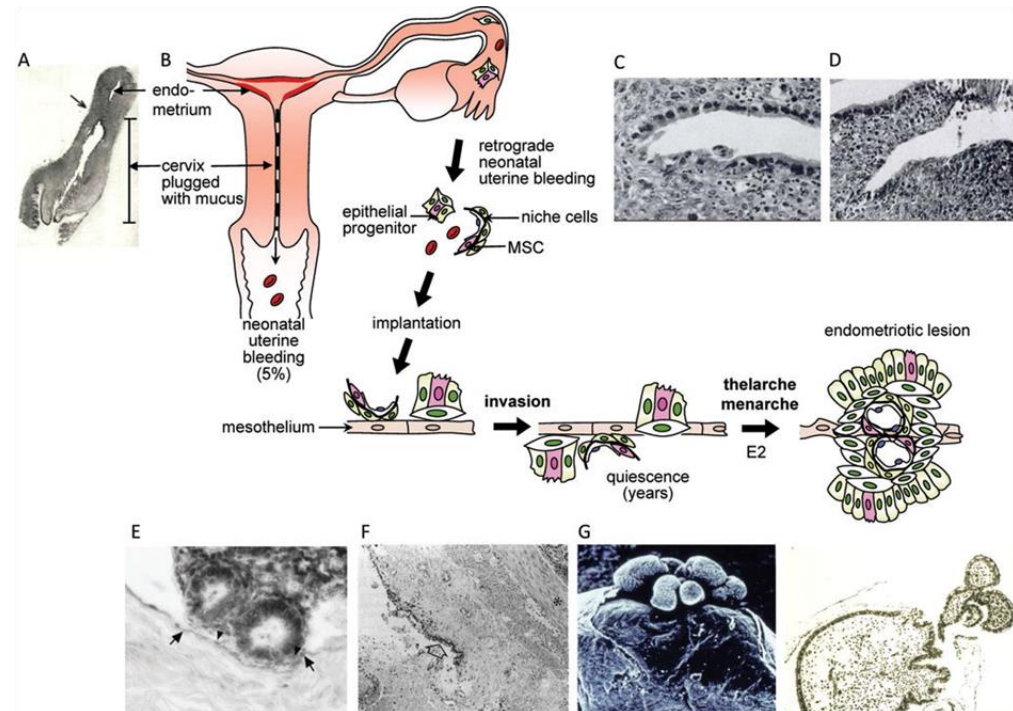 A
B
endo-
metrium
cervix
plugged
with mucus
neonatal
uterine
bleeding
(5%)
retrograde
neonatal
uterine bleeding
epithelial
progenitor
niche cells
MSC
implantation
C
D
mesothelium
invasion
quiescence
(years)
thelarche
menarche
E2
endometriotic lesion
E
F
G